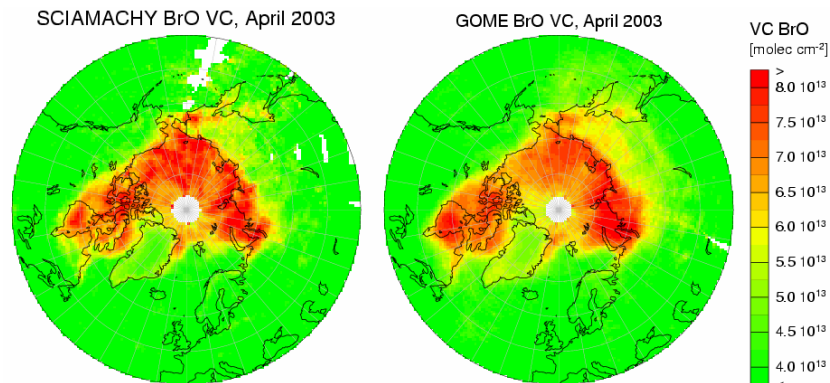 SCIAMACHY BrO VC, April 2003
GOME BrO VC, April 2003
VC BrO
[molec cm⁻²]
>
8.0 10¹³
7.5 10¹³
7.0 10¹³
6.5 10¹³
6.0 10¹³
5.5 10¹³
5.0 10¹³
4.5 10¹³
4.0 10¹³